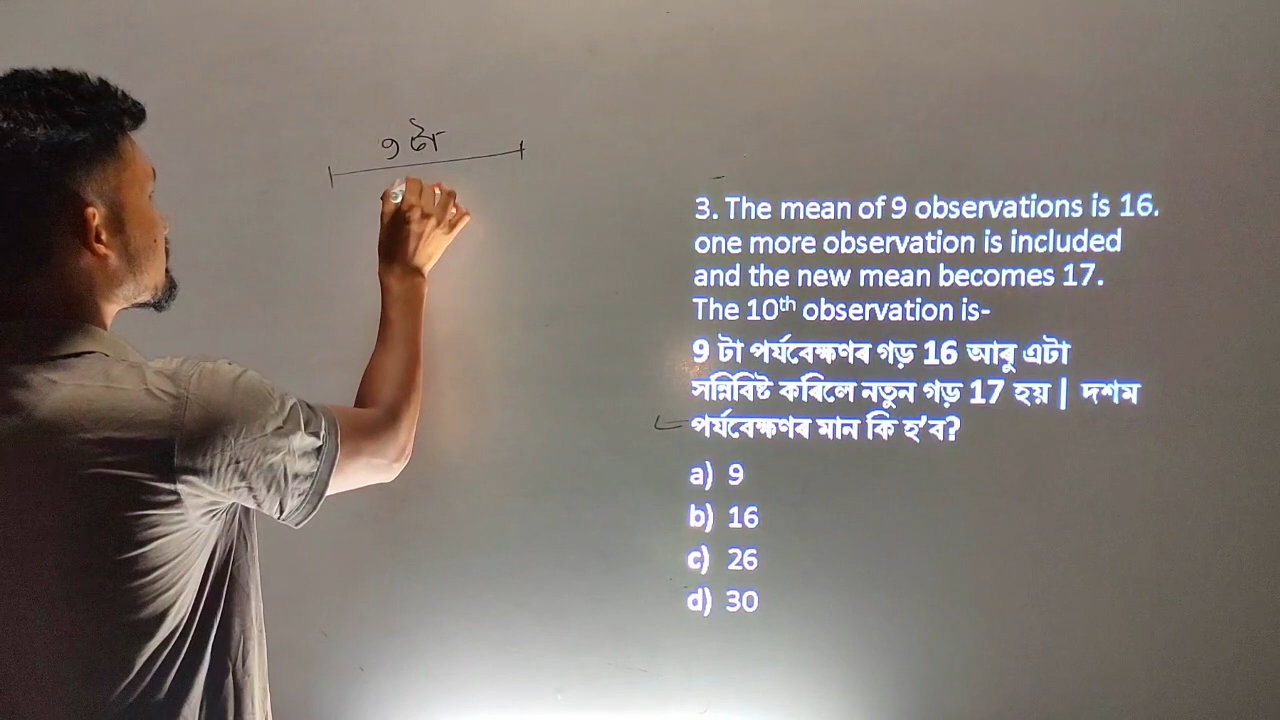 9 টা
3. The mean of 9 observations is 16.
one more observation is included
and the new mean becomes 17.
The 10th observation is-
9 টা পৰ্যবেক্ষণৰ গড় 16 আৰু এটা
সন্নিবিষ্ট কৰিলে নতুন গড় 17 হয় | দশম
পৰ্যবেক্ষণৰ মান কি হ’ব?
a) 9
b) 16
c) 26
d) 30